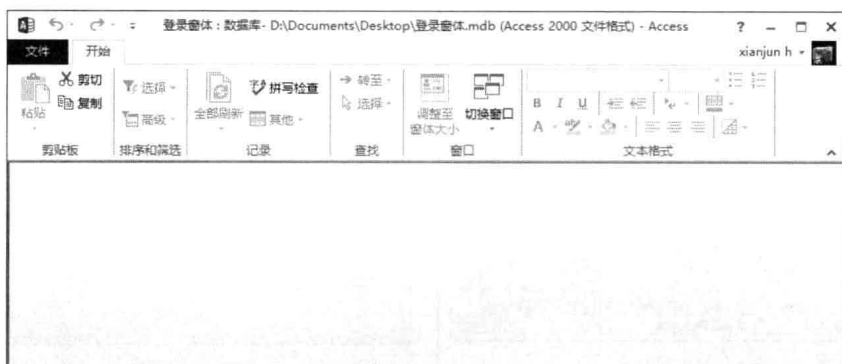 登录窗体 : 数据库- D:\Documents\Desktop\登录窗体.mdb (Access 2000 文件格式) - Access ?
文件 开始 xianjun h
粘贴 剪切 复制
选择 高级
全部刷新 拼写检查 其他
转至 选择
调整至窗体大小 切换窗口
B I U
A
剪贴板 排序和筛选 记录 查找 窗口 文本格式